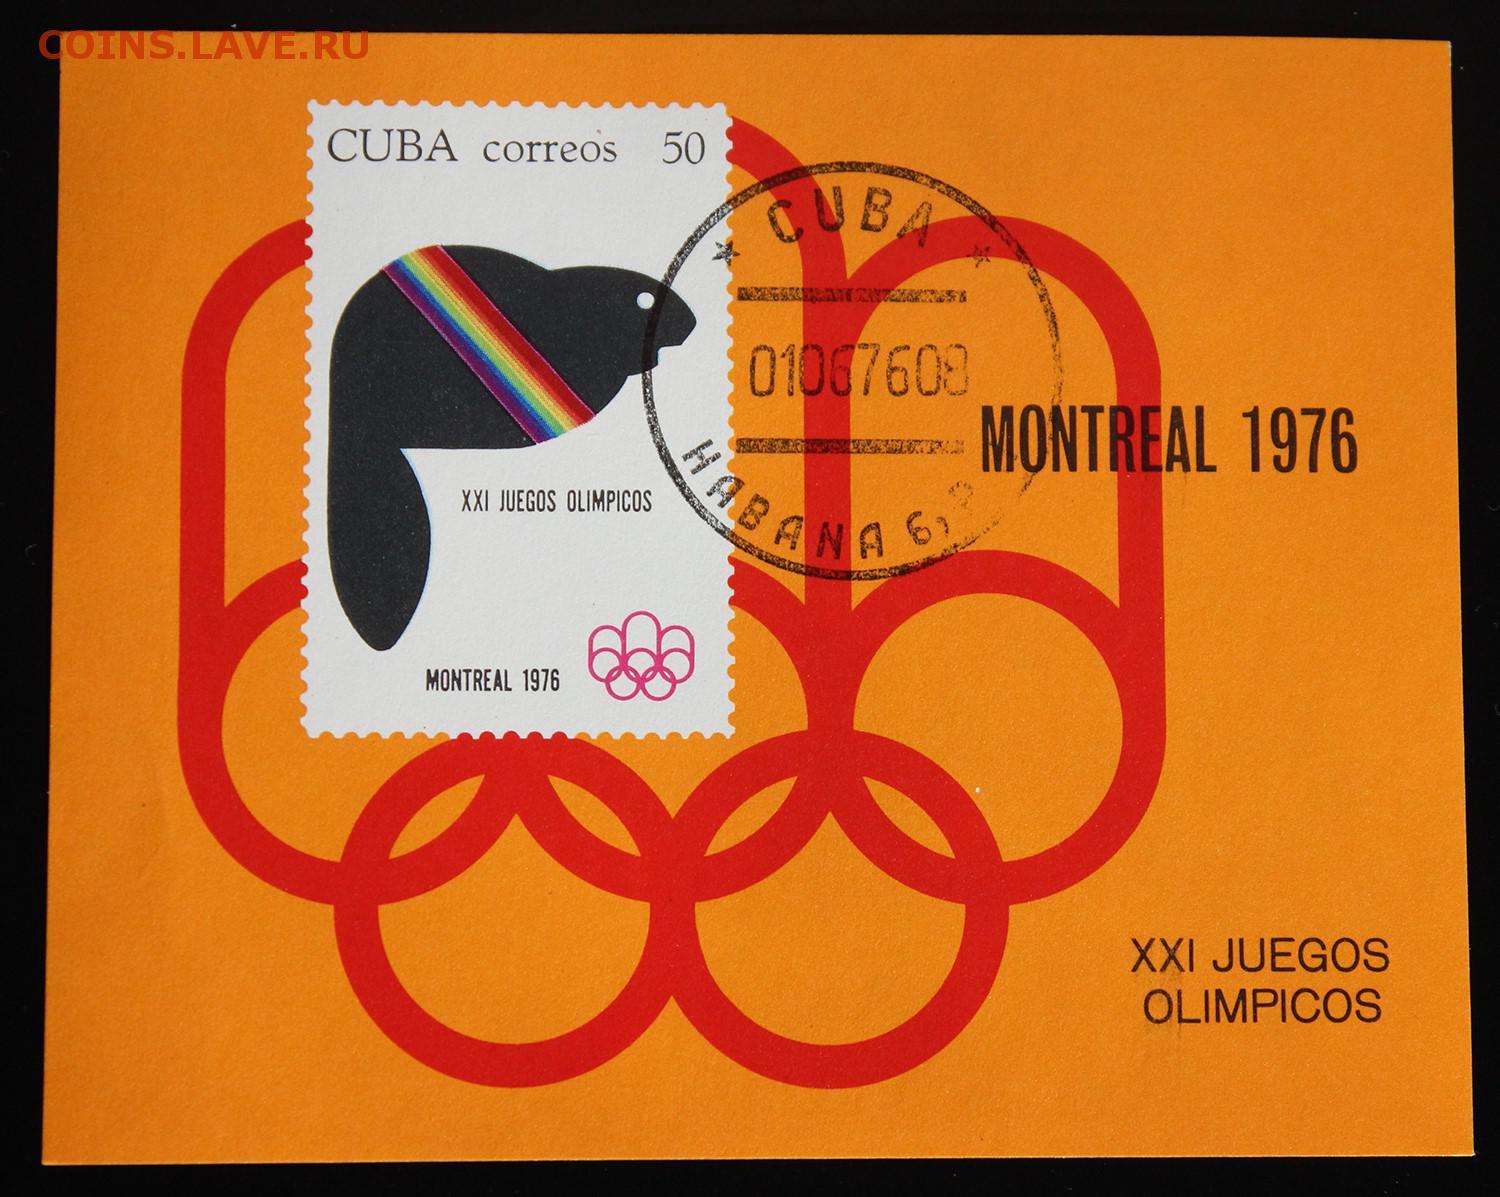 COINS.LAVE.RU
CUBA correos 50
XXI JUEGOS OLIMPICOS
MONTREAL 1976
CUBA
01067608
HABANA 6,
MONTREAL 1976
XXI JUEGOS
OLIMPICOS